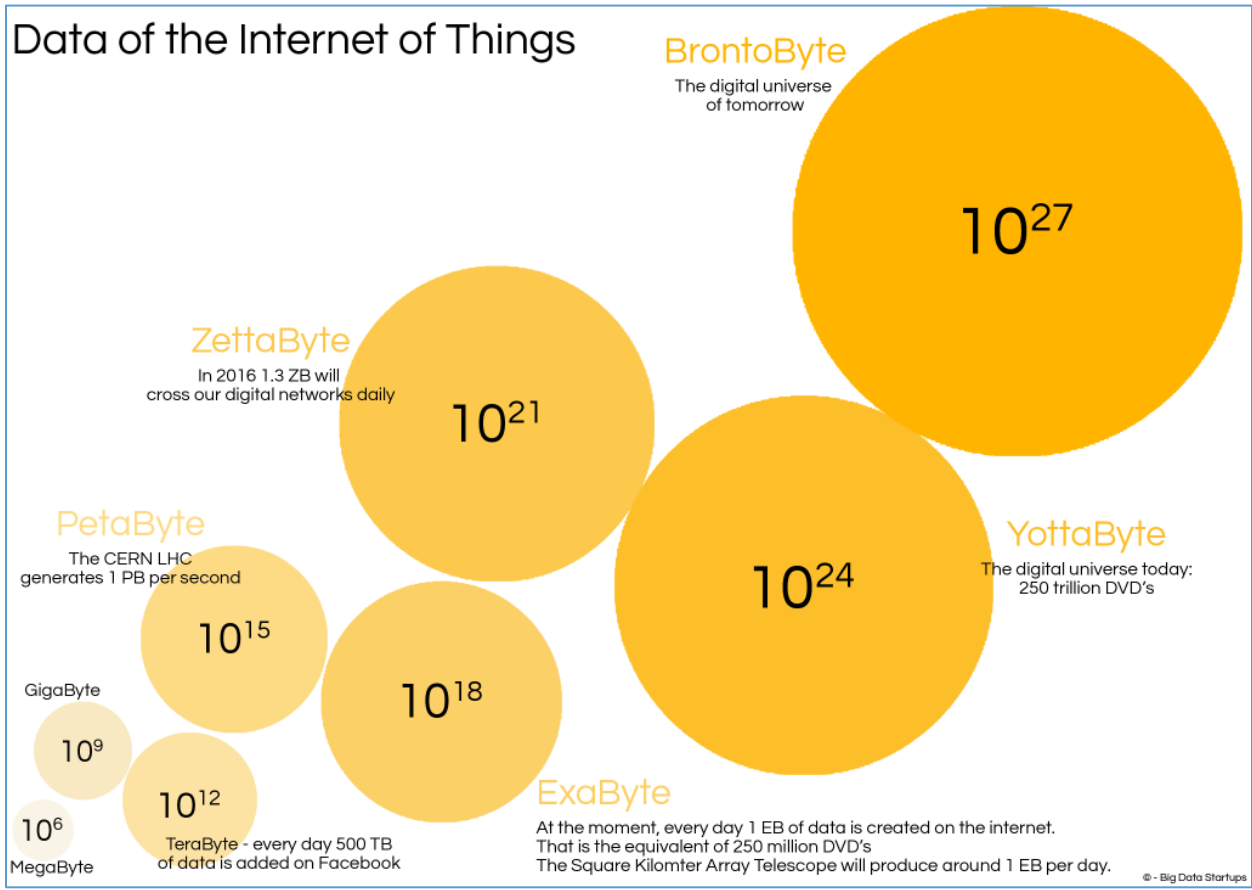 Data of the Internet of Things
BrontoByte
The digital universe
of tomorrow
10²⁷
ZettaByte
In 2016 1.3 ZB will
cross our digital networks daily
10²¹
PetaByte
The CERN LHC
generates 1 PB per second
10¹⁵
YottaByte
The digital universe today:
250 trillion DVD's
10²⁴
10¹⁸
GigaByte
10⁹
10¹²
TeraByte - every day 500 TB
of data is added on Facebook
10⁶
MegaByte
ExaByte
At the moment, every day 1 EB of data is created on the internet.
That is the equivalent of 250 million DVD's
The Square Kilomter Array Telescope will produce around 1 EB per day.
© - Big Data Startups